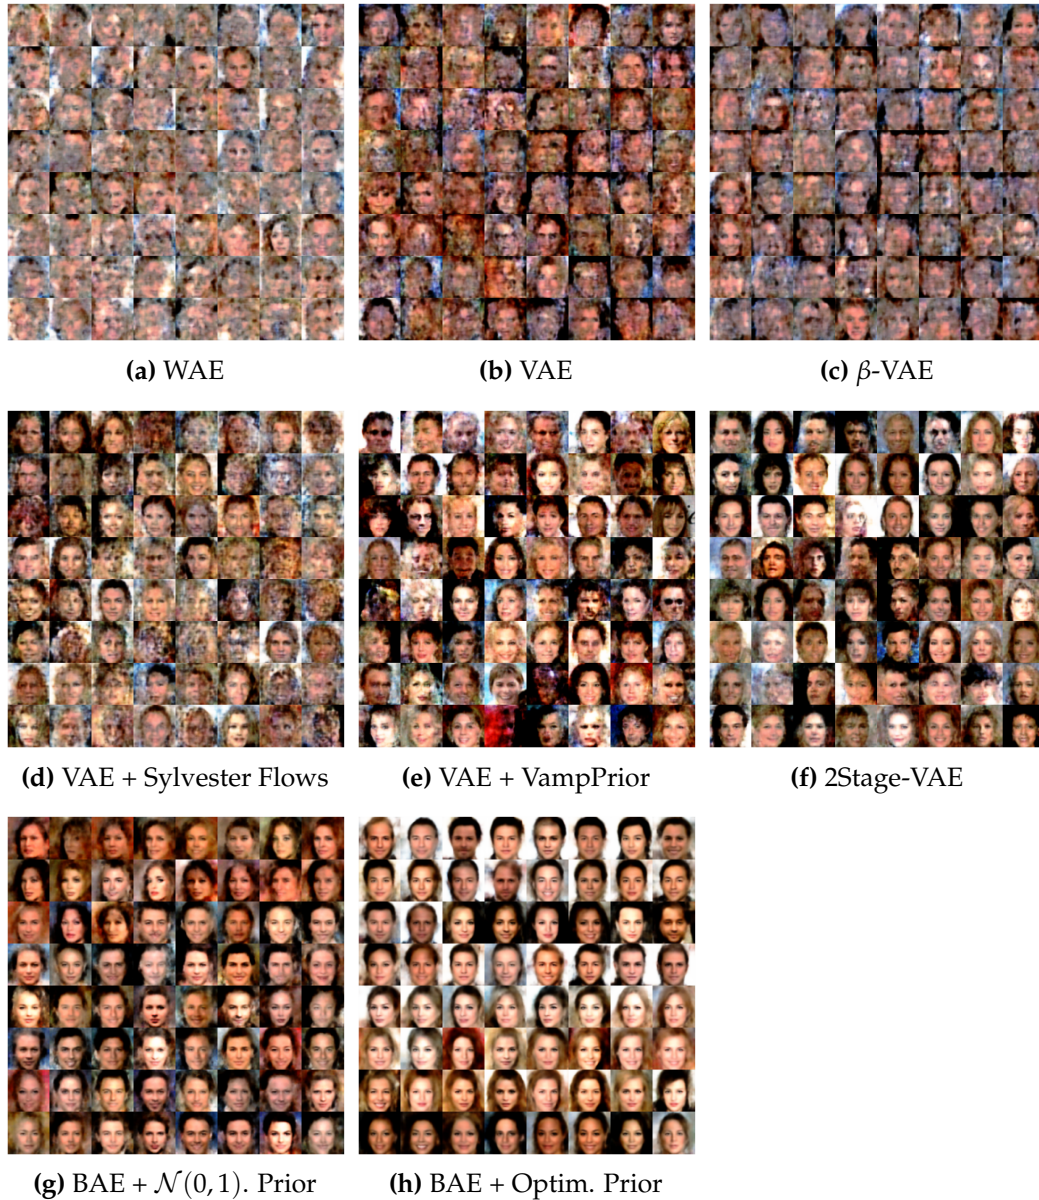 (a) WAE
(b) VAE
(c) β-VAE
(d) VAE + Sylvester Flows
(e) VAE + VampPrior
(f) 2Stage-VAE
(g) BAE + 𝒩(0, 1). Prior
(h) BAE + Optim. Prior